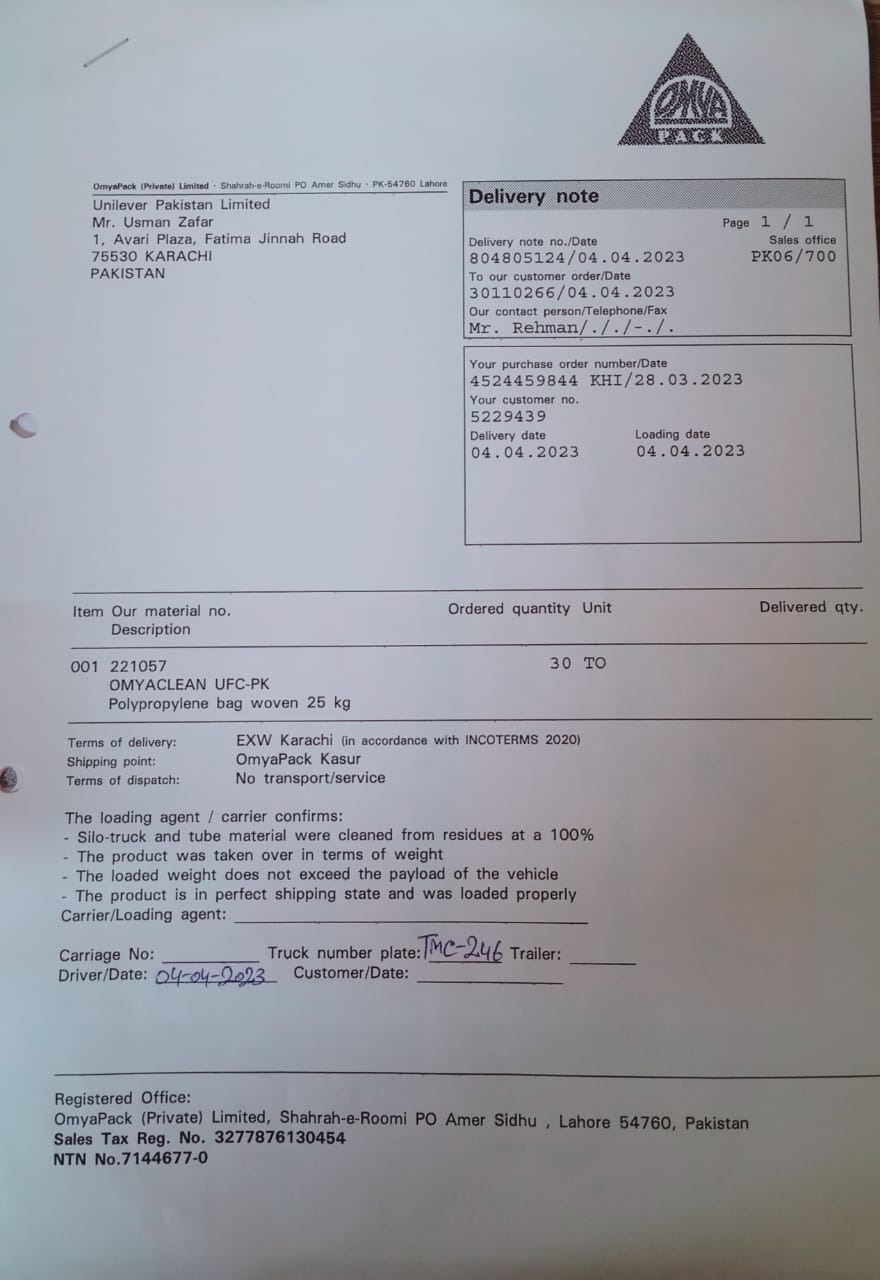 OMYA
PACK
OmyaPack (Private) Limited · Shahrah-e-Roomi PO Amer Sidhu · PK-54760 Lahore
Unilever Pakistan Limited
Mr. Usman Zafar
1, Avari Plaza, Fatima Jinnah Road
75530 KARACHI
PAKISTAN
Delivery note
Page 1 / 1
Delivery note no./Date Sales office
804805124/04.04.2023 PK06/700
To our customer order/Date
30110266/04.04.2023
Our contact person/Telephone/Fax
Mr. Rehman/././-./.
Your purchase order number/Date
4524459844 KHI/28.03.2023
Your customer no.
5229439
Delivery date Loading date
04.04.2023 04.04.2023
Item Our material no. Ordered quantity Unit Delivered qty.
Description
001 221057 30 TO
OMYACLEAN UFC-PK
Polypropylene bag woven 25 kg
Terms of delivery: EXW Karachi (in accordance with INCOTERMS 2020)
Shipping point: OmyaPack Kasur
Terms of dispatch: No transport/service
The loading agent / carrier confirms:
- Silo-truck and tube material were cleaned from residues at a 100%
- The product was taken over in terms of weight
- The loaded weight does not exceed the payload of the vehicle
- The product is in perfect shipping state and was loaded properly
Carrier/Loading agent:
Carriage No: Truck number plate: TMC-246 Trailer:
Driver/Date: 04-04-2023 Customer/Date:
Registered Office:
OmyaPack (Private) Limited, Shahrah-e-Roomi PO Amer Sidhu , Lahore 54760, Pakistan
Sales Tax Reg. No. 3277876130454
NTN No.7144677-0